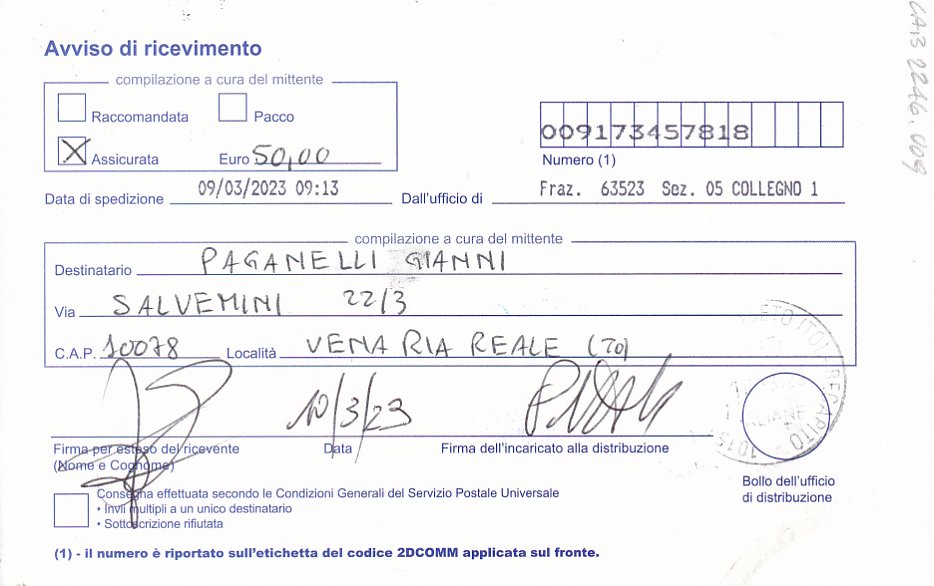 Avviso di ricevimento
compilazione a cura del mittente
Raccomandata Pacco
Assicurata Euro 50,00
009173457818
Numero (1)
Data di spedizione 09/03/2023 09:13 Dall'ufficio di Fraz. 63523 Sez. 05 COLLEGNO 1
compilazione a cura del mittente
Destinatario PAGANELLI GIANNI
Via SALVEMINI 22/3
C.A.P. 10078 Località VENARIA REALE (TO)
10/3/23
Firma per esteso del ricevente Data Firma dell'incaricato alla distribuzione
(Nome e Cognome)
RECAPITO
Bollo dell'ufficio
di distribuzione
Consegna effettuata secondo le Condizioni Generali del Servizio Postale Universale
• Invii multipli a un unico destinatario
• Sottoscrizione rifiutata
(1) - il numero è riportato sull'etichetta del codice 2DCOMM applicata sul fronte.
CA13 2246.009